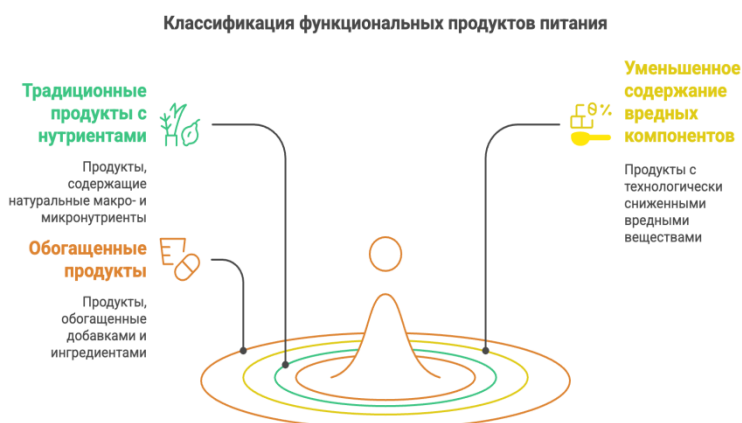 Классификация функциональных продуктов питания
Традиционные
продукты с
нутриентами
Продукты,
содержащие
натуральные макро- и
микронутриенты
Обогащенные
продукты
Продукты,
обогащенные
добавками и
ингредиентами
0%
Уменьшенное
содержание
вредных
компонентов
Продукты с
технологически
сниженными
вредными
веществами